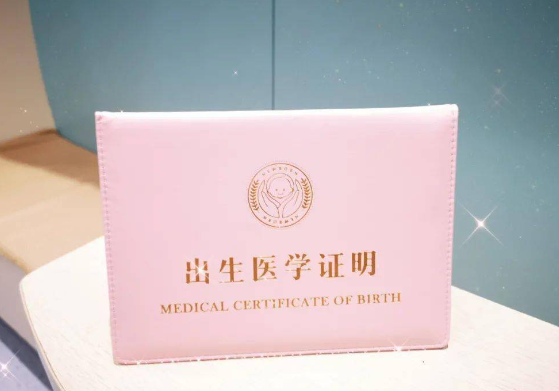 出生医学证明
MEDICAL CERTIFICATE OF BIRTH